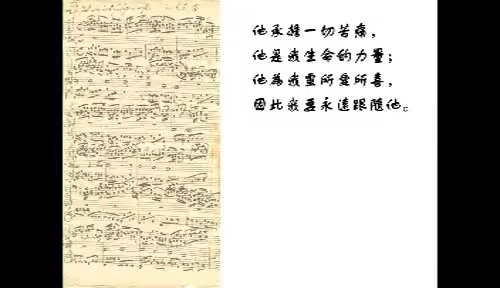 他承擔一切苦痛，
他是我生命的力量；
他為我靈所愛所喜，
因此我要永遠跟隨他。